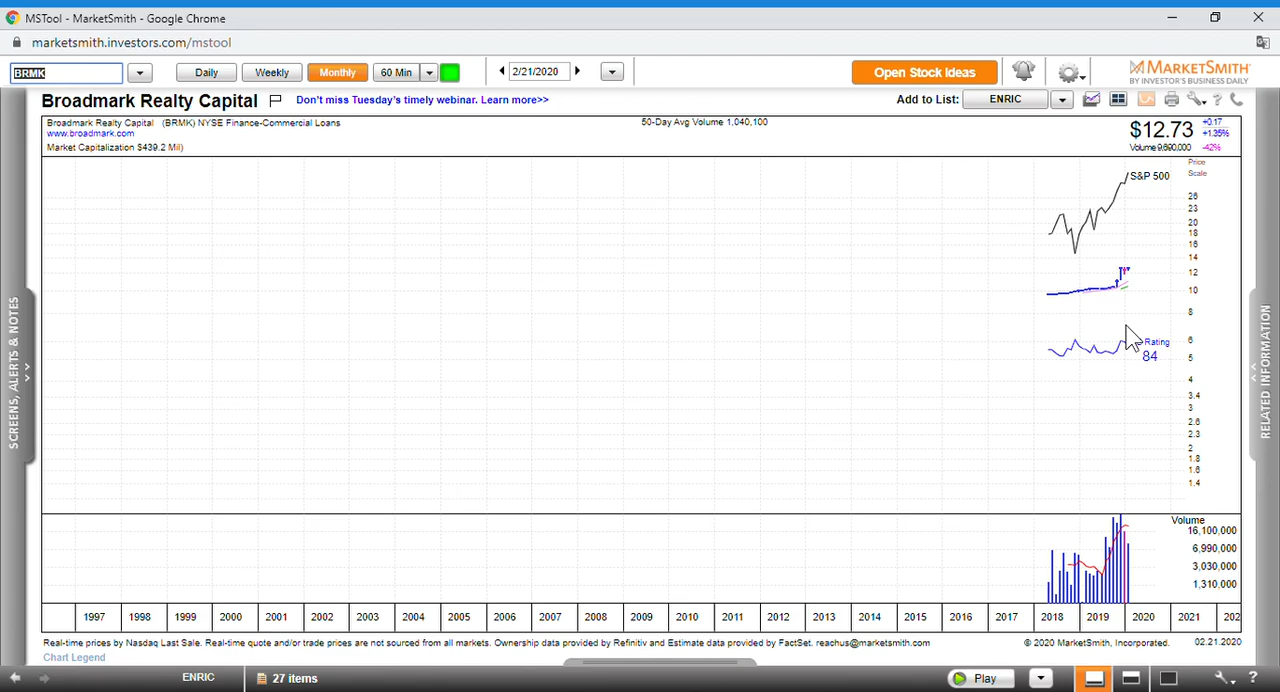 MSTool - MarketSmith - Google Chrome
marketsmith.investors.com/mstool
BRMK Daily Weekly Monthly 60 Min 2/21/2020 Open Stock Ideas MARKETSMITH
BY INVESTOR'S BUSINESS DAILY
Broadmark Realty Capital Don't miss Tuesday's timely webinar. Learn more>> Add to List: ENRIC
Broadmark Realty Capital (BRMK) NYSE Finance-Commercial Loans 50-Day Avg Volume 1,040,100
www.broadmark.com
Market Capitalization $439.2 Mil)
$12.73 +0.17
+1.35%
Volume 9,690,000 -42%
Price
Scale
S&P 500
26
23
20
18
16
14
12
10
8
6
5
4
3.4
3
2.6
2.3
2
1.8
1.6
1.4
Rating
84
Volume
16,100,000
6,990,000
3,030,000
1,310,000
1997 1998 1999 2000 2001 2002 2003 2004 2005 2006 2007 2008 2009 2010 2011 2012 2013 2014 2015 2016 2017 2018 2019 2020 2021 202
Real-time prices by Nasdaq Last Sale. Real-time quote and/or trade prices are not sourced from all markets. Ownership data provided by Refinitiv and Estimate data provided by FactSet. reachus@marketsmith.com © 2020 MarketSmith, Incorporated. 02.21.2020
Chart Legend
SCREENS, ALERTS & NOTES
RELATED INFORMATION
ENRIC 27 items Play